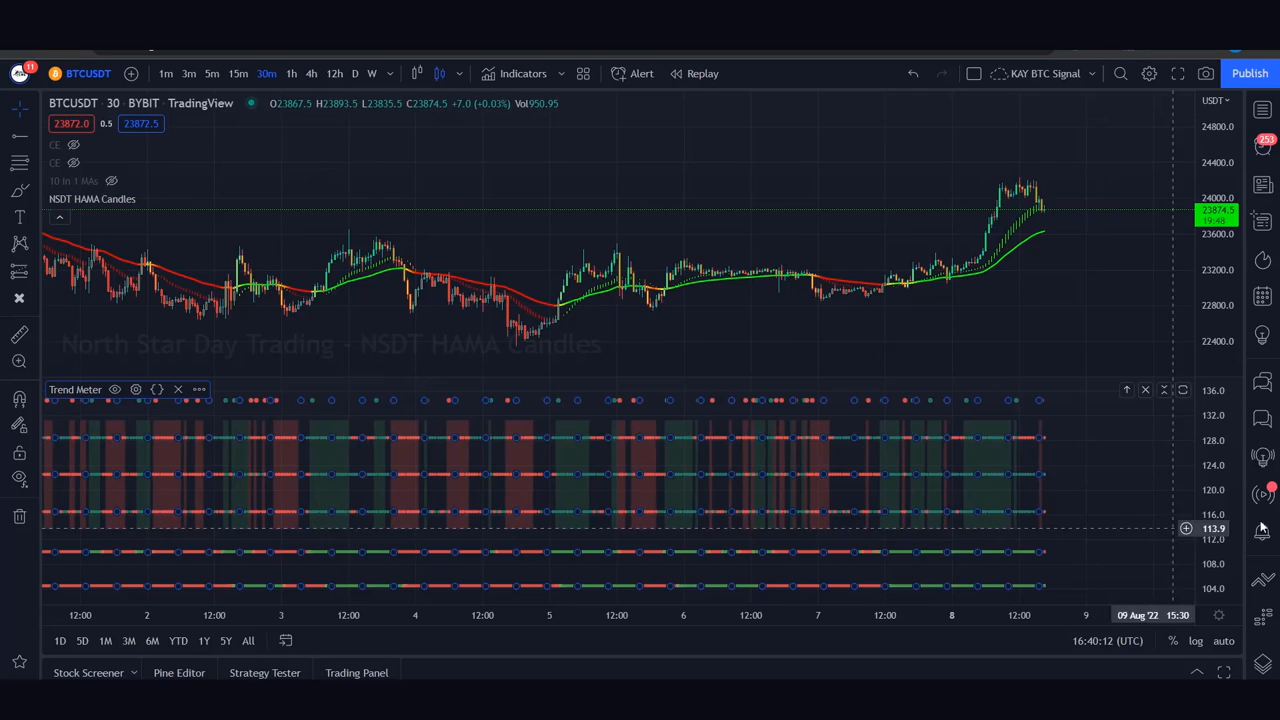 11
BTCUSDT 1m 3m 5m 15m 30m 1h 4h 12h D W Indicators Alert Replay KAY BTC Signal Publish
BTCUSDT · 30 · BYBIT · TradingView O23867.5 H23893.5 L23835.5 C23874.5 +7.0 (+0.03%) Vol950.95
USDT
23872.0 0.5 23872.5
CE
CE
10 in 1 MAs
NSDT HAMA Candles
253
24800.0
24400.0
24000.0
23874.5
19:48
23600.0
23200.0
22800.0
22400.0
North Star Day Trading - NSDT HAMA Candles
Trend Meter
136.0
132.0
128.0
124.0
120.0
116.0
113.9
112.0
108.0
104.0
12:00 2 12:00 3 12:00 4 12:00 5 12:00 6 12:00 7 12:00 8 12:00 9 09 Aug '22 15:30
1D 5D 1M 3M 6M YTD 1Y 5Y All 16:40:12 (UTC) % log auto
Stock Screener Pine Editor Strategy Tester Trading Panel